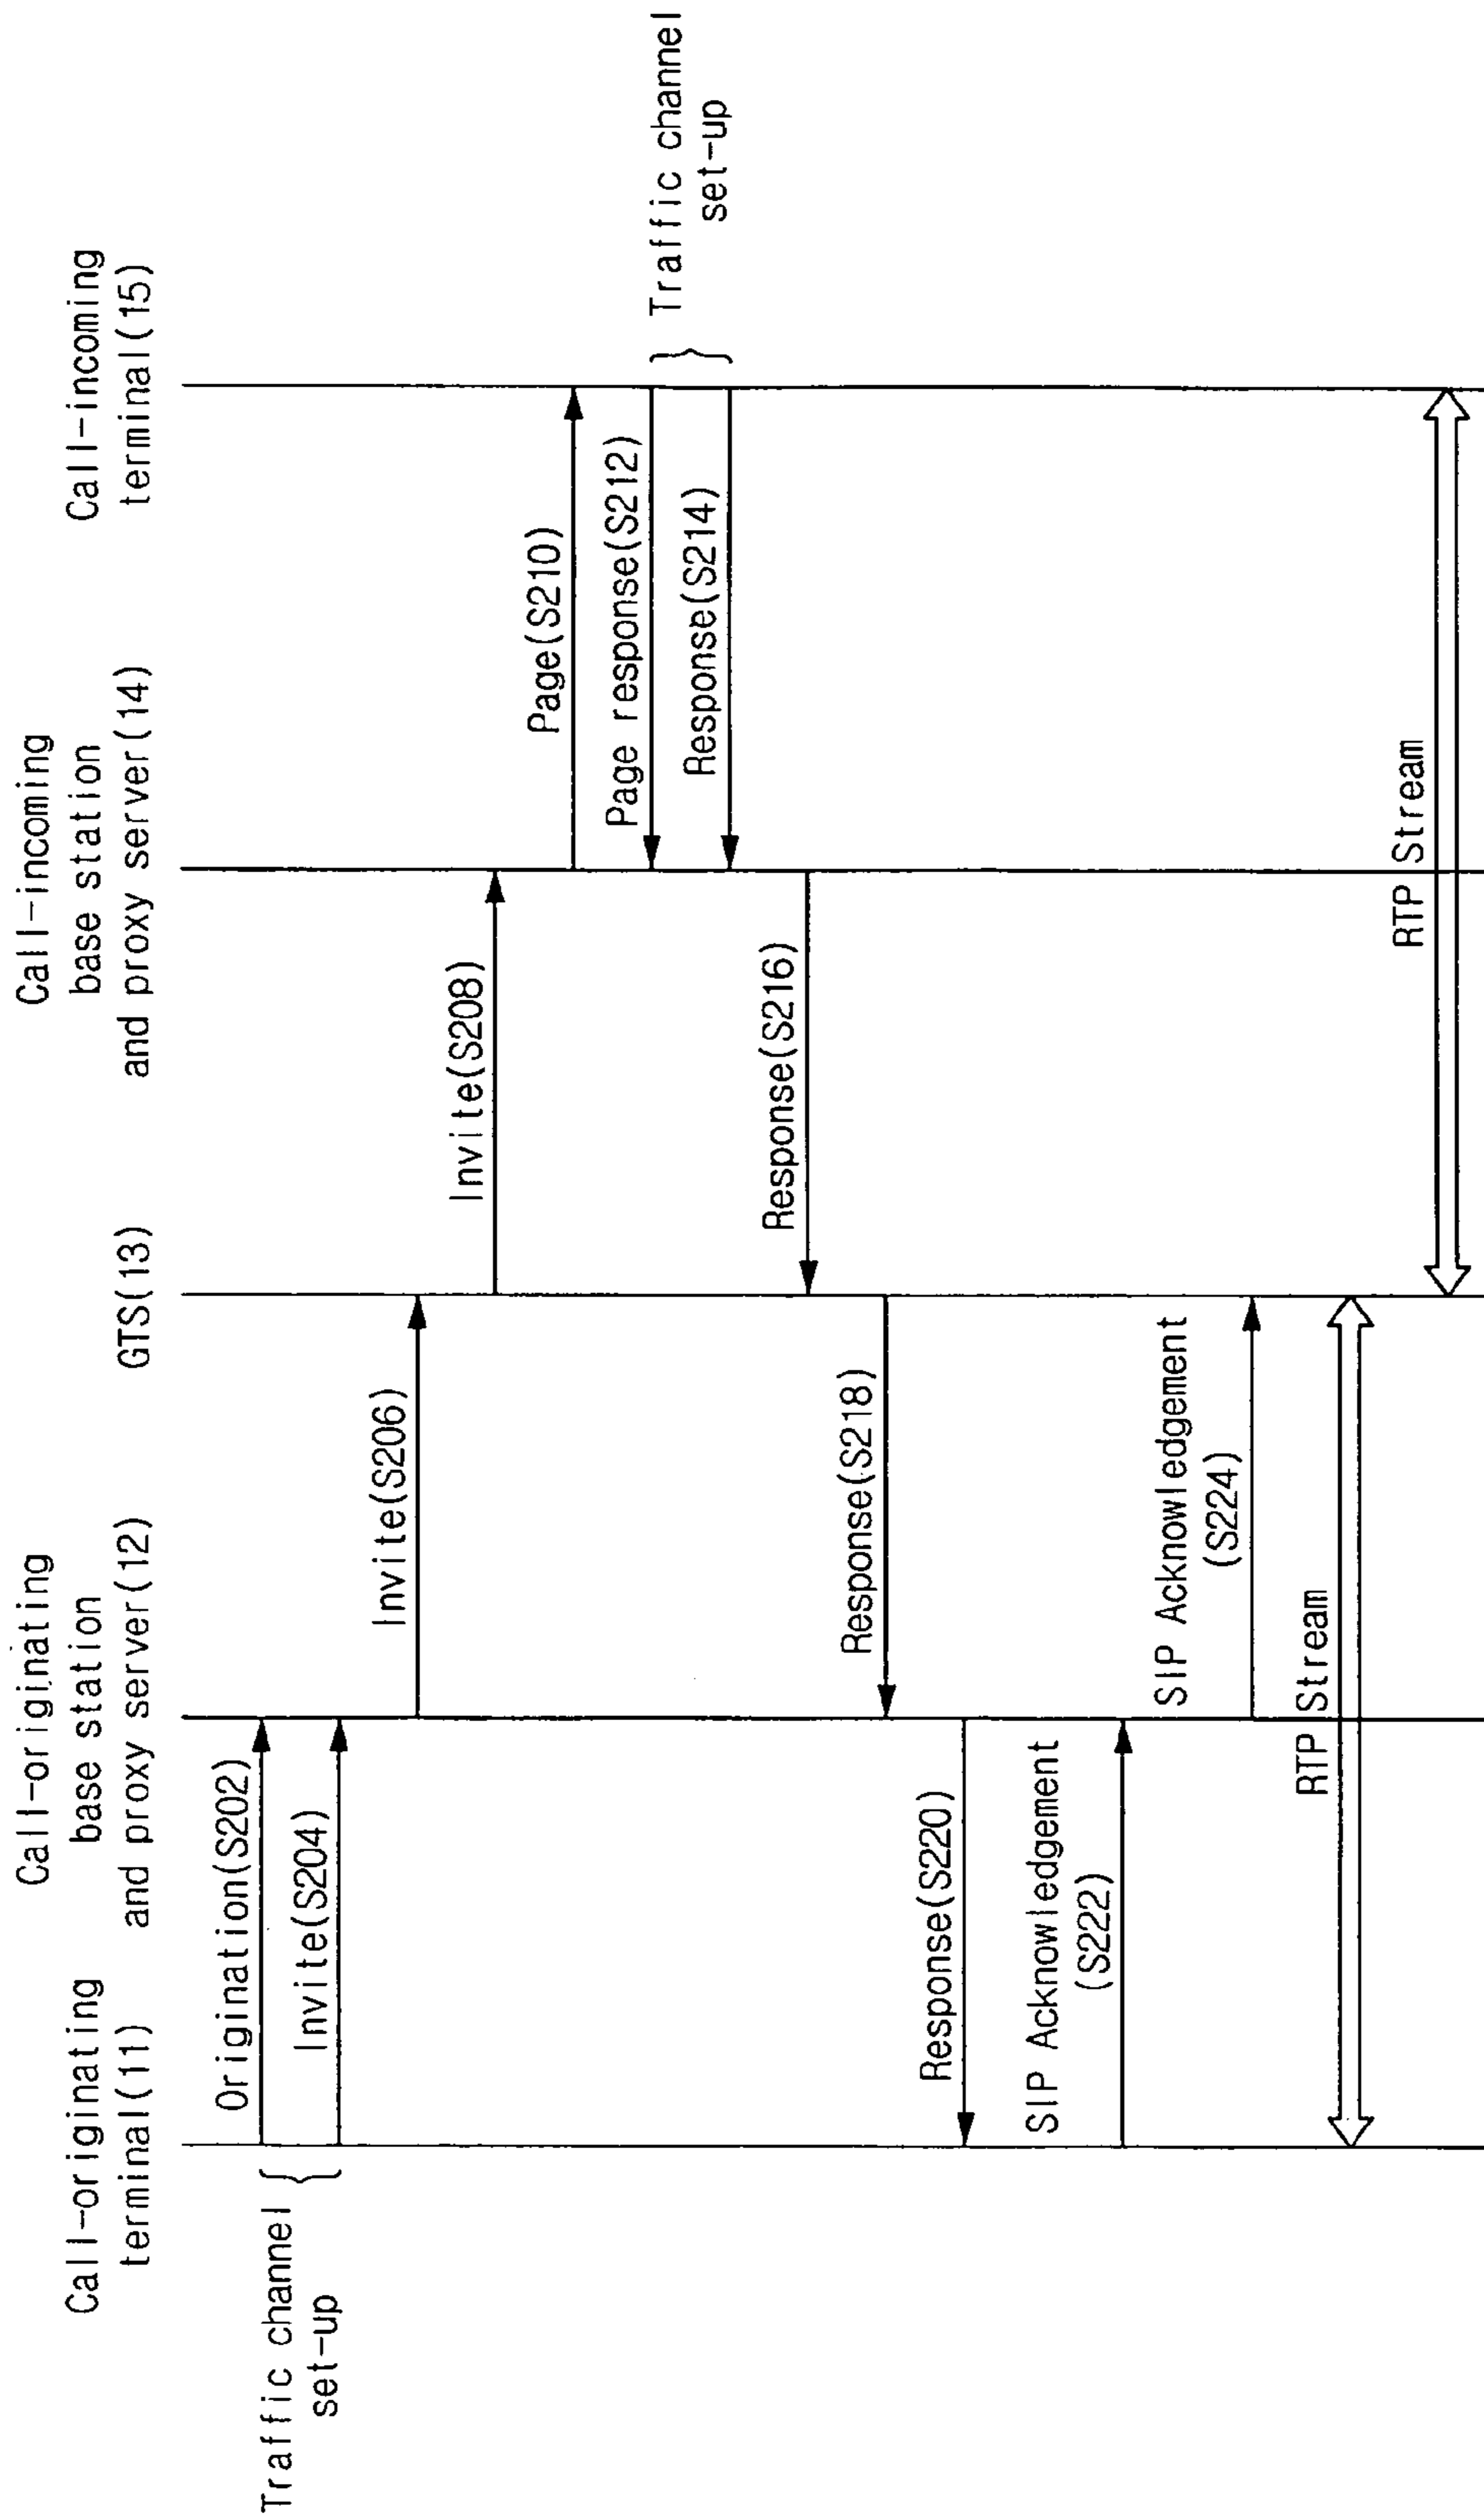 Call-originating
terminal(11)
Call-originating
base station
and proxy server(12)
GTS(13)
Call-incoming
base station
and proxy server(14)
Call-incoming
terminal(15)
Traffic channel
set-up
Origination(S202)
Invite(S204)
Invite(S206)
Invite(S208)
Page(S210)
Page response(S212)
Response(S214)
Traffic channel
set-up
Response(S216)
Response(S218)
Response(S220)
SIP Acknowledgement
(S222)
SIP Acknowledgement
(S224)
RTP Stream
RTP Stream